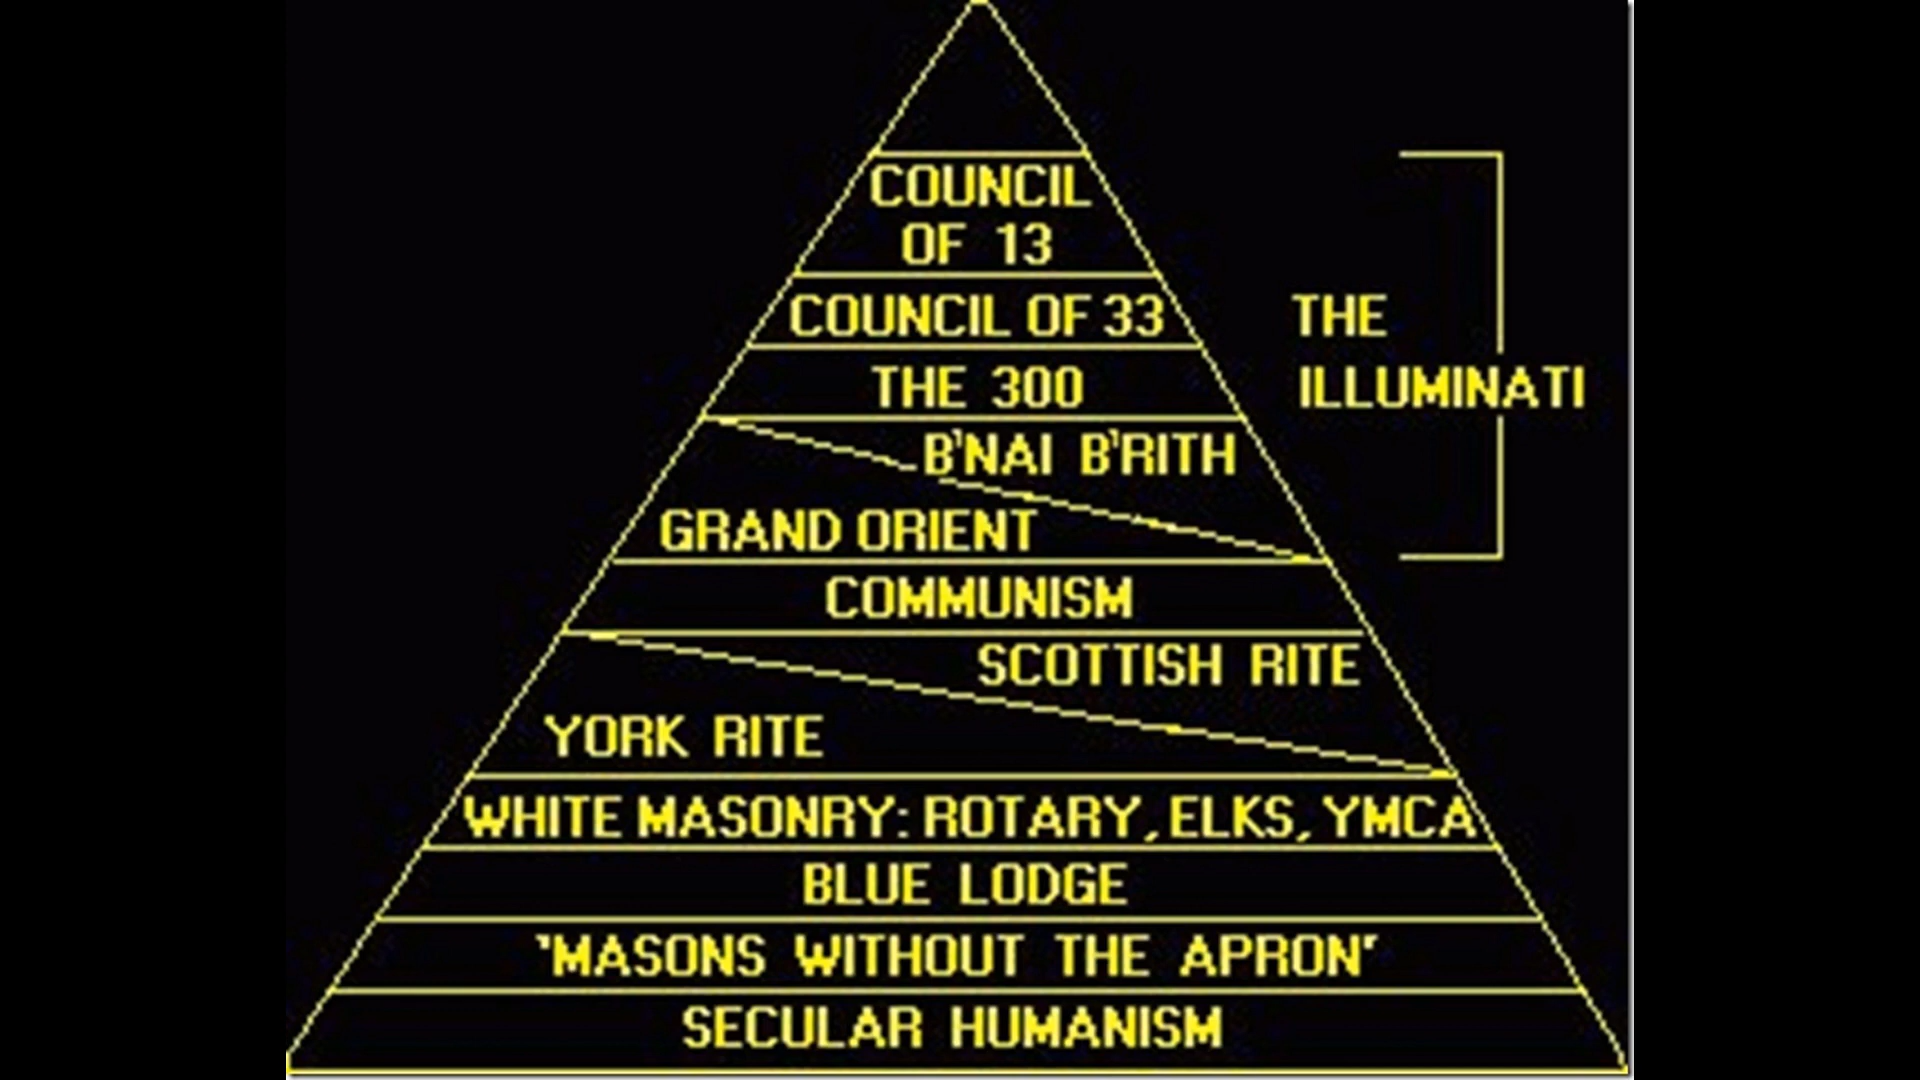 COUNCIL
OF 13
COUNCIL OF 33
THE 300
THE
ILLUMINATI
B'NAI B'RITH
GRAND ORIENT
COMMUNISM
SCOTTISH RITE
YORK RITE
WHITE MASONRY: ROTARY, ELKS, YMCA
BLUE LODGE
'MASONS WITHOUT THE APRON'
SECULAR HUMANISM